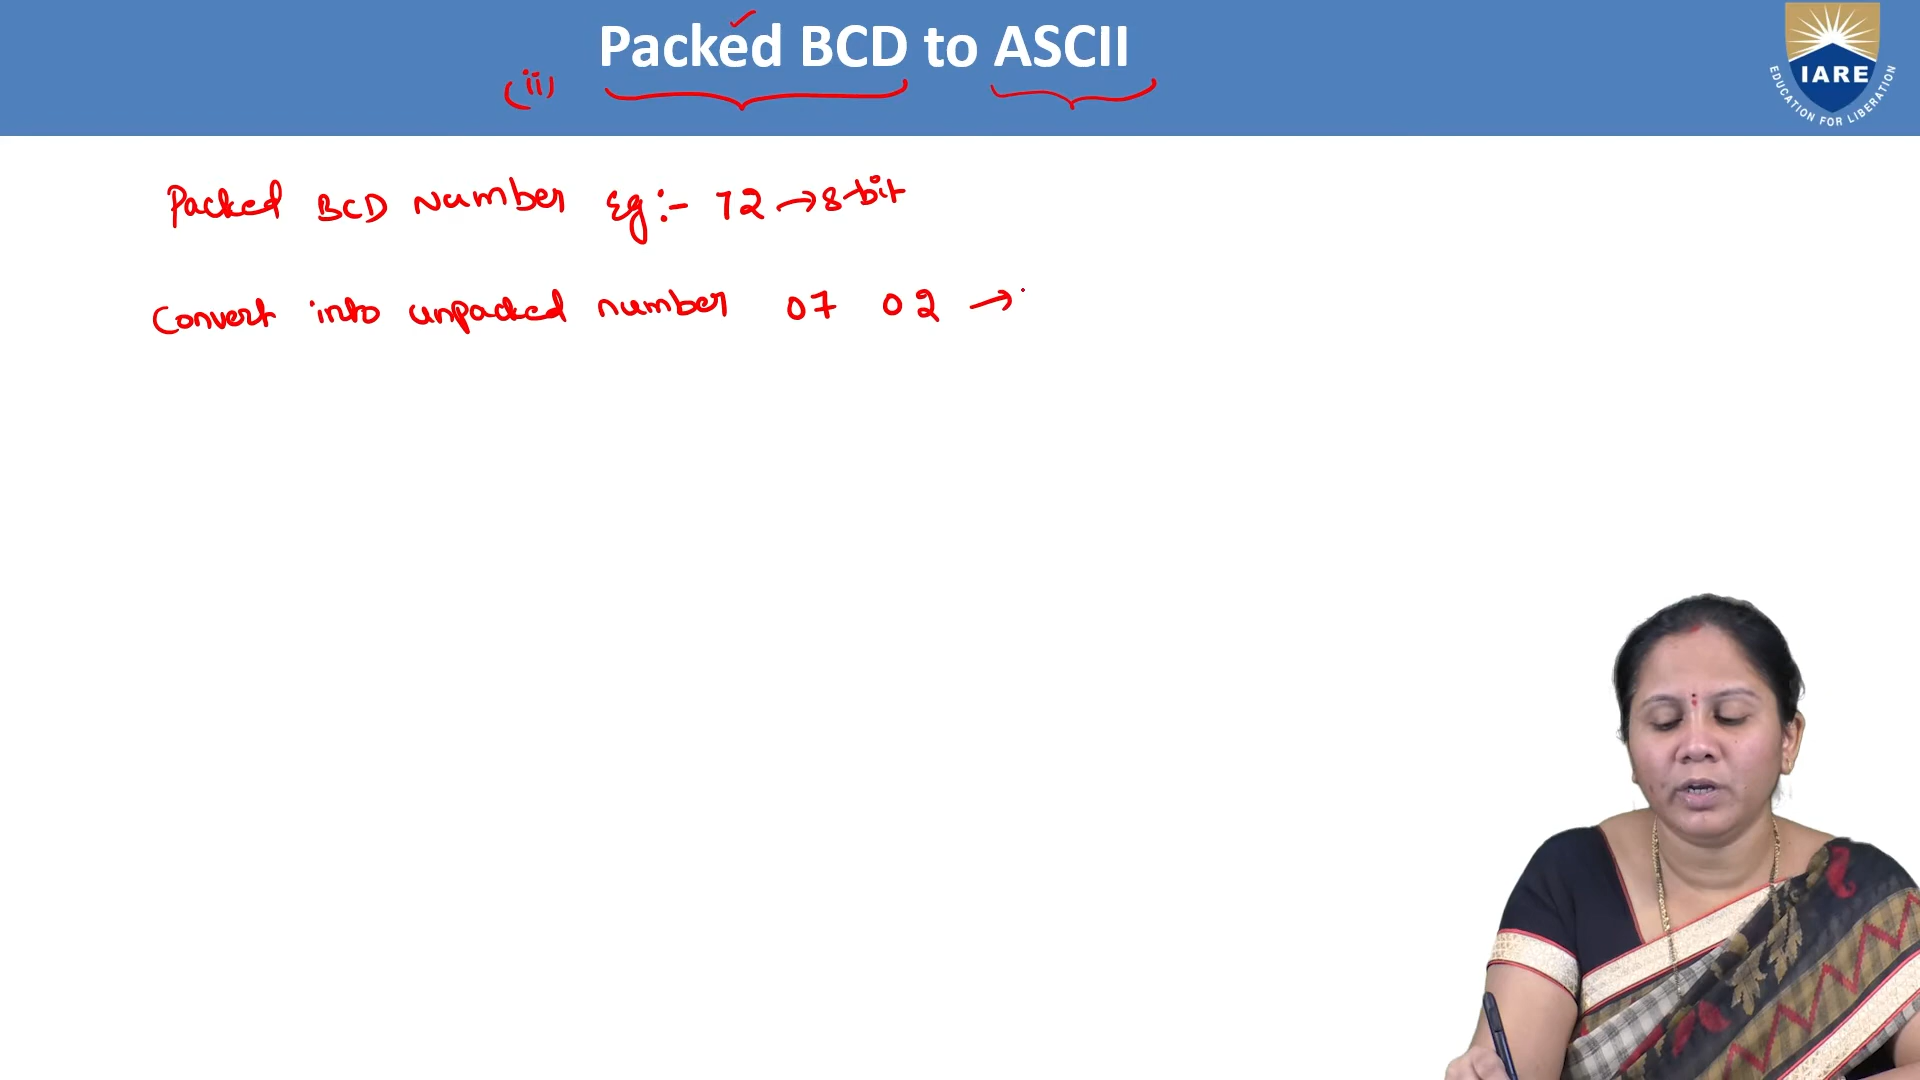 Packed BCD to ASCII
(ii)
IARE
EDUCATION FOR LIBERATION
Packed BCD Number Eg:- 72 → 8-bit
Convert into unpacked number 07 02 →